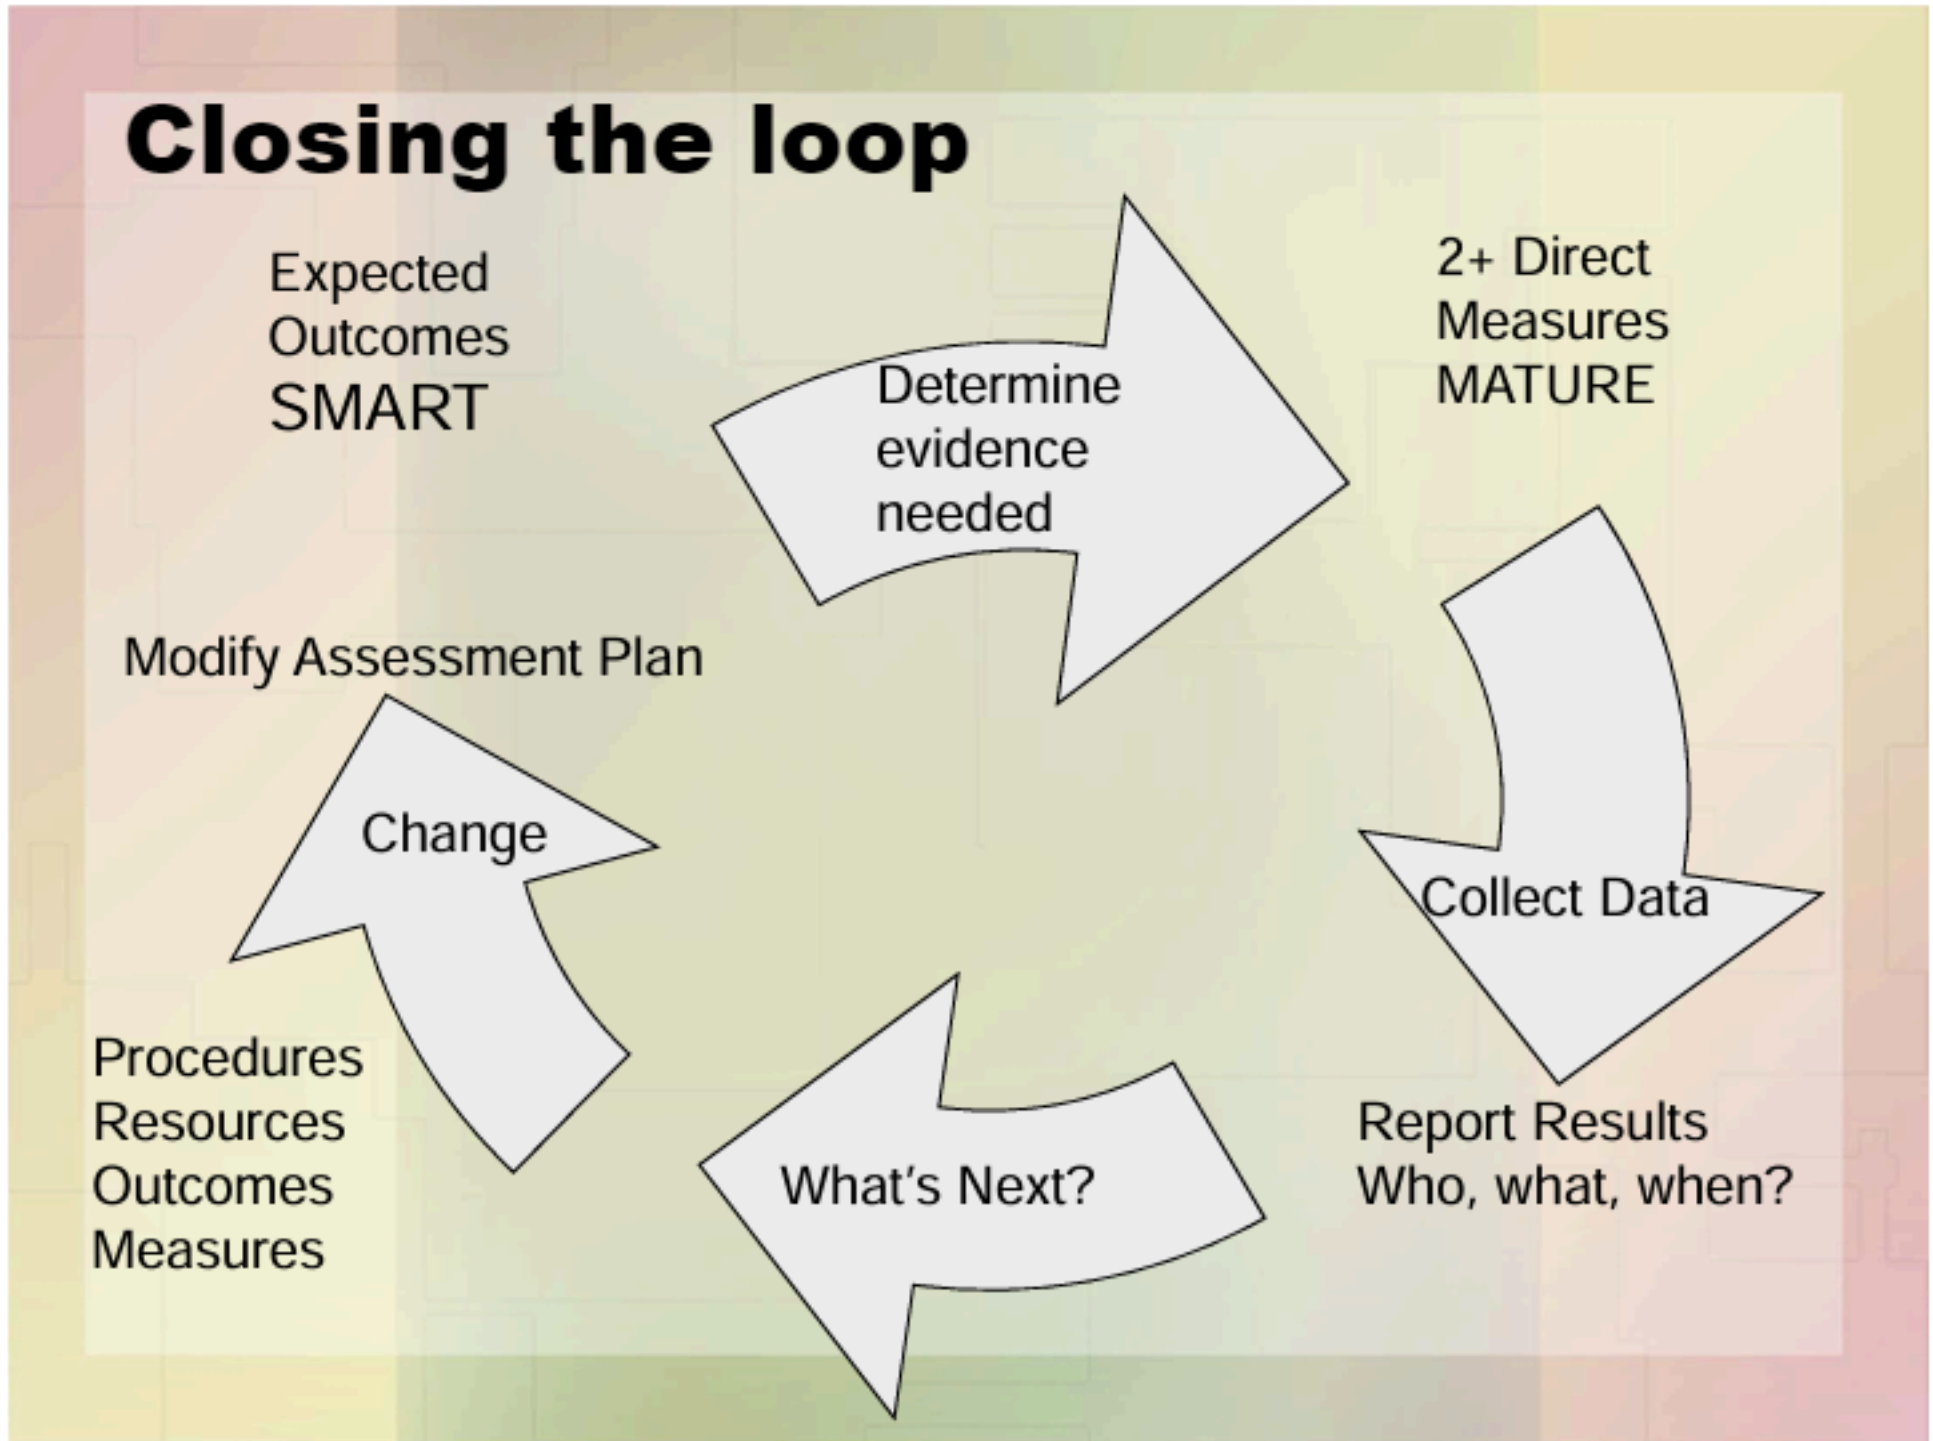 Closing the loop
Expected
Outcomes
SMART
Determine
evidence
needed
2+ Direct
Measures
MATURE
Collect Data
Report Results
Who, what, when?
What's Next?
Procedures
Resources
Outcomes
Measures
Change
Modify Assessment Plan